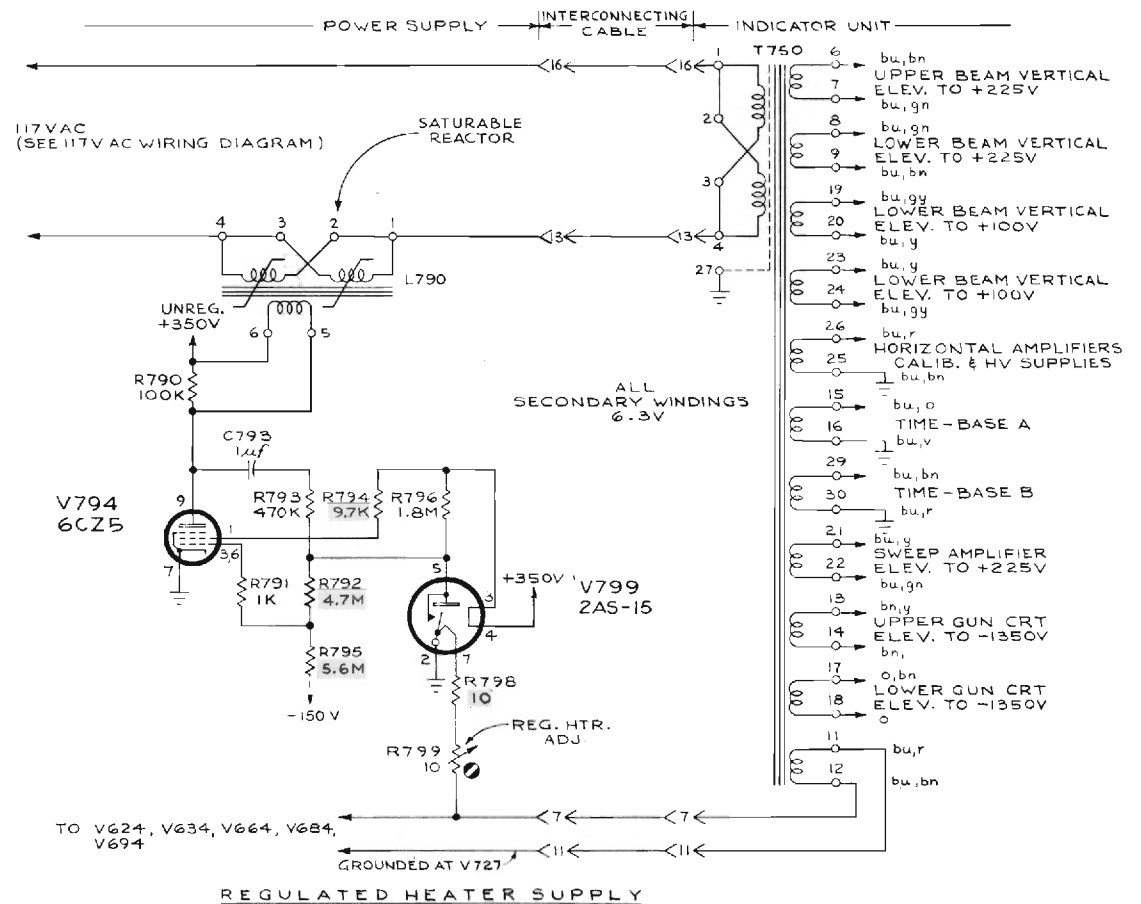 POWER SUPPLY
INTERCONNECTING
CABLE
INDICATOR UNIT
T750
16
16
1
2
3
4
27
117 VAC
(SEE 117V AC WIRING DIAGRAM)
SATURABLE
REACTOR
4
3
2
1
13
13
L790
UNREG.
+350V
6
5
R790
100K
ALL
SECONDARY WINDINGS
6.3V
C793
1µf
V794
6CZ5
9
1
3,6
7
R793
470K
R794
9.7K
R796
1.8M
R791
1K
R792
4.7M
R795
5.6M
-150 V
5
+350V
V799
2AS-15
3
4
2
7
R798
10
REG. HTR.
ADJ.
R799
10
6
bu,bn
UPPER BEAM VERTICAL
7
ELEV. TO +225V
bu,gn
8
bu,gn
LOWER BEAM VERTICAL
9
ELEV. TO +225V
bu,bn
19
bu,gy
LOWER BEAM VERTICAL
20
ELEV. TO +100V
bu,y
23
bu,y
LOWER BEAM VERTICAL
24
ELEV. TO +100V
bu,gy
26
bu,r
HORIZONTAL AMPLIFIERS
25
CALIB. & HV SUPPLIES
bu,bn
15
bu,o
TIME-BASE A
16
bu,v
29
bu,bn
TIME-BASE B
30
bu,r
21
bu,y
SWEEP AMPLIFIER
22
ELEV. TO +225V
bu,gn
13
bn,y
UPPER GUN CRT
14
ELEV. TO -1350V
bn,
17
o,bn
LOWER GUN CRT
18
ELEV. TO -1350V
o
11
bu,r
12
bu,bn
TO V624, V634, V664, V684,
V694
7
7
GROUNDED AT V727
11
11
REGULATED HEATER SUPPLY